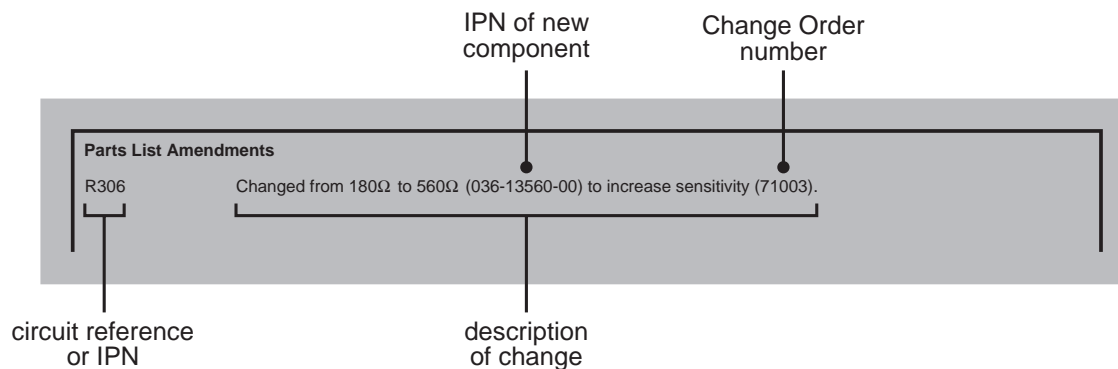 IPN of new
component
Change Order
number
Parts List Amendments
R306 Changed from 180Ω to 560Ω (036-13560-00) to increase sensitivity (71003).
circuit reference
or IPN
description
of change